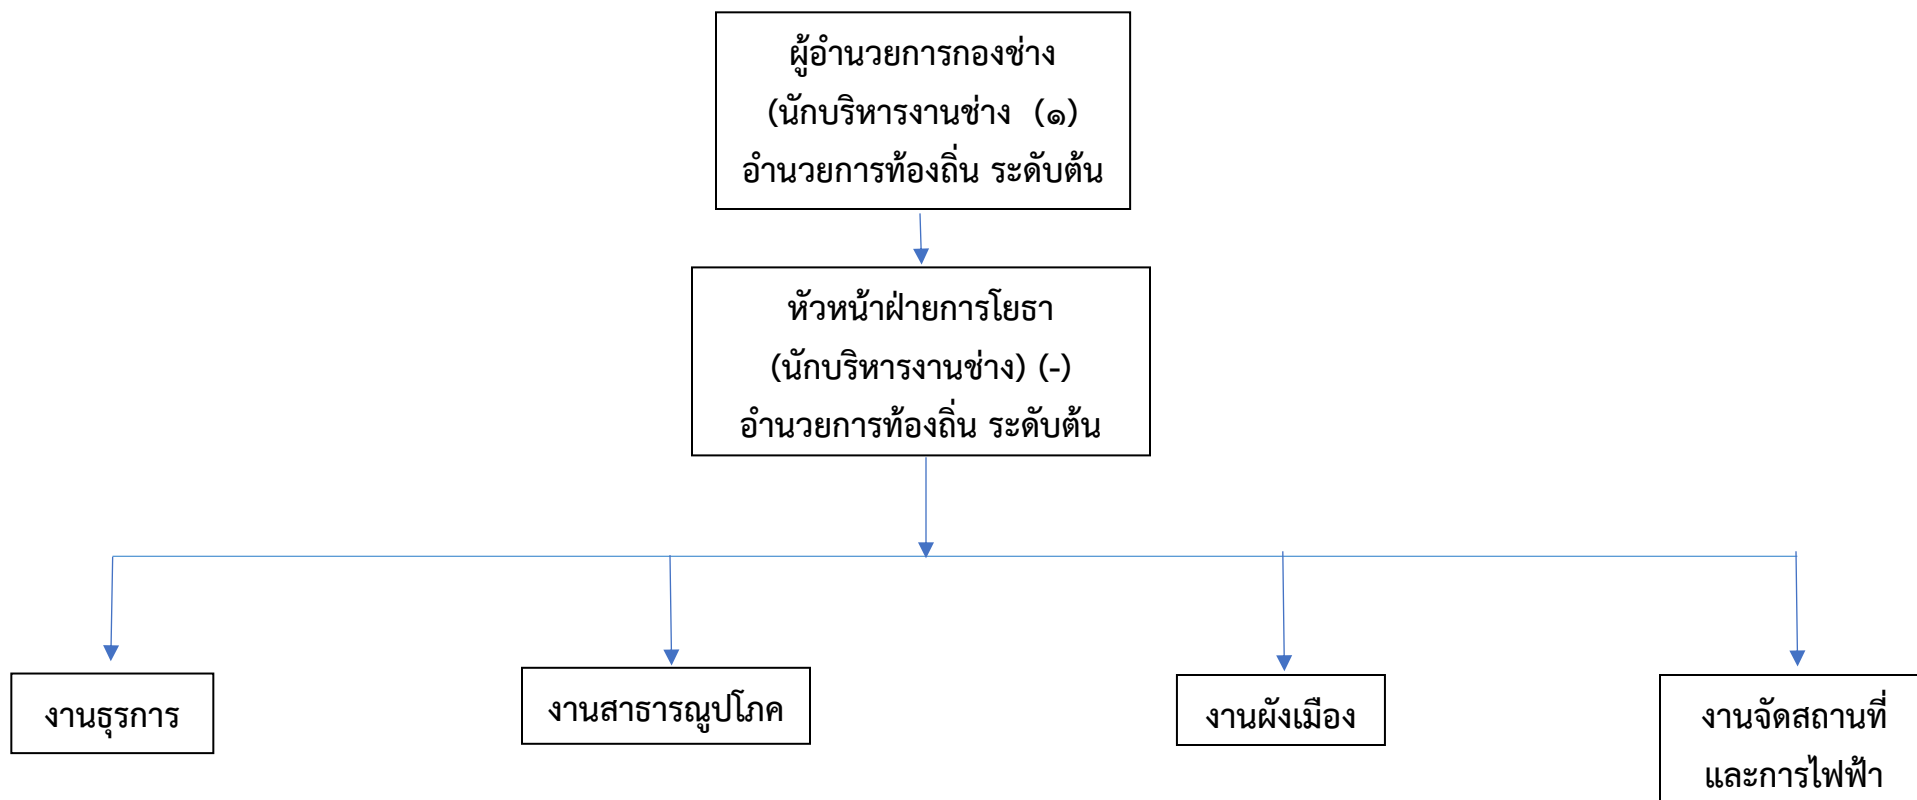 ผู้อำนวยการกองช่าง
(นักบริหารงานช่าง (๑)
อำนวยการท้องถิ่น ระดับต้น
หัวหน้าฝ่ายการโยธา
(นักบริหารงานช่าง) (-)
อำนวยการท้องถิ่น ระดับต้น
งานธุรการ
งานสาธารณูปโภค
งานผังเมือง
งานจัดสถานที่
และการไฟฟ้า